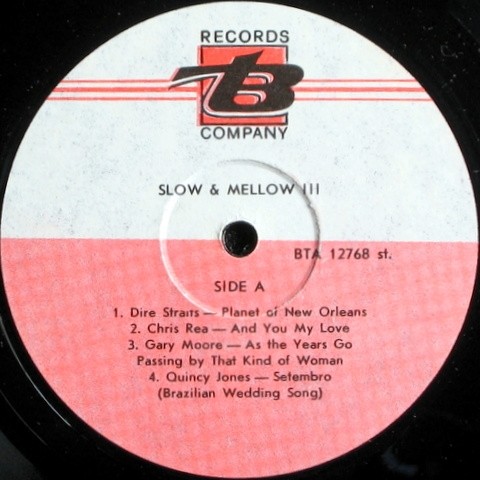 RECORDS
TB
COMPANY
SLOW & MELLOW III
BTA 12768 st.
SIDE A
1. Dire Straits — Planet of New Orleans
2. Chris Rea — And You My Love
3. Gary Moore — As the Years Go
Passing by That Kind of Woman
4. Quincy Jones — Setembro
(Brazilian Wedding Song)